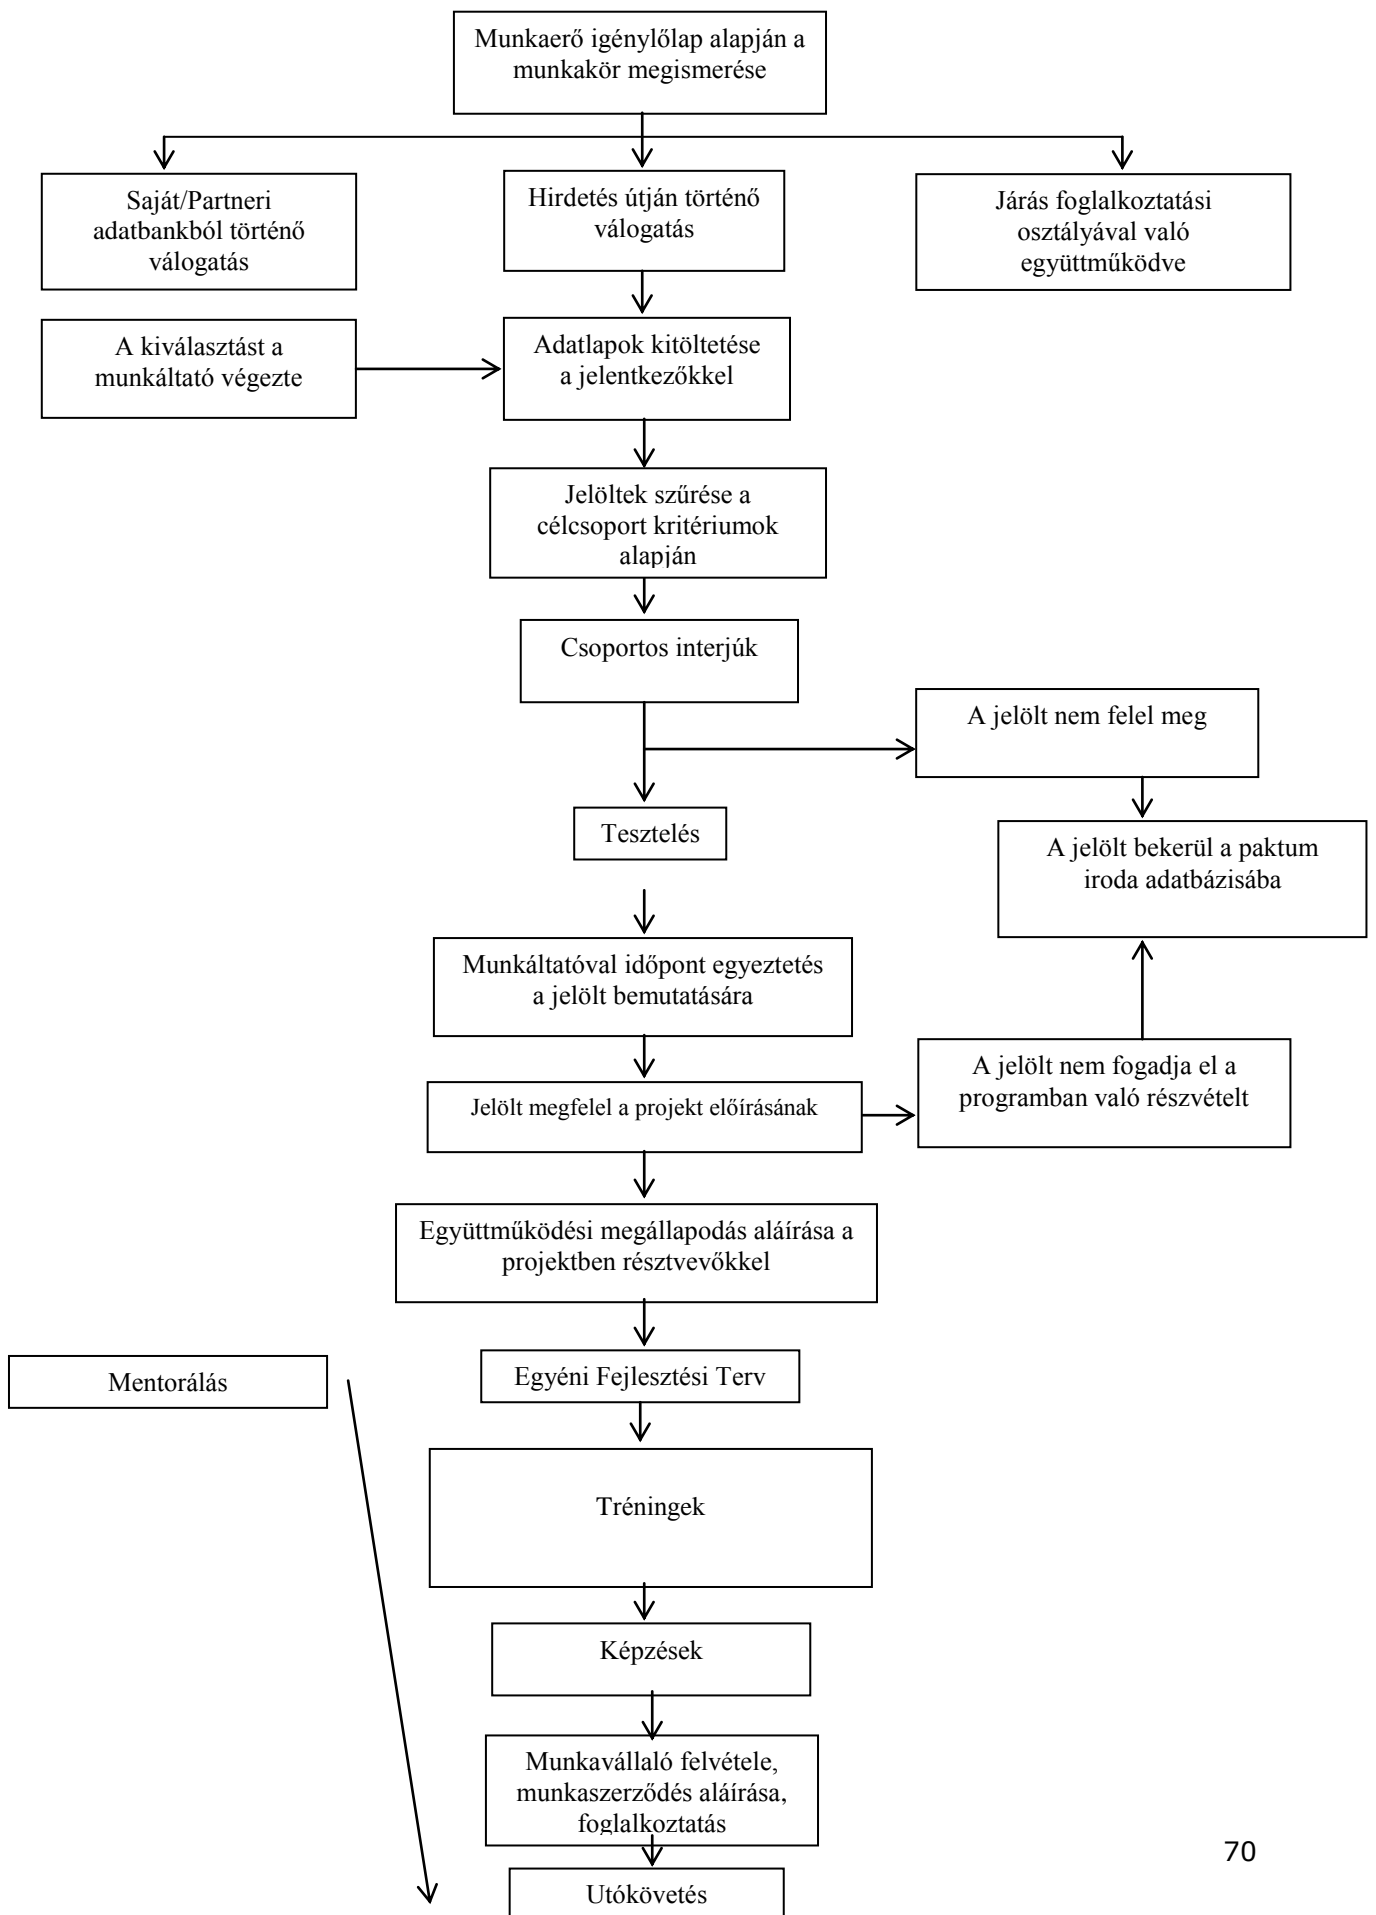 Munkaerő igénylőlap alapján a
munkakör megismerése
Saját/Partneri
adatbankból történő
válogatás
Hirdetés útján történő
válogatás
Járás foglalkoztatási
osztályával való
együttműködve
A kiválasztást a
munkáltató végezte
Adatlapok kitöltetése
a jelentkezőkkel
Jelöltek szűrése a
célcsoport kritériumok
alapján
Csoportos interjúk
A jelölt nem felel meg
Tesztelés
A jelölt bekerül a paktum
iroda adatbázisába
Munkáltatóval időpont egyeztetés
a jelölt bemutatására
Jelölt megfelel a projekt előírásának
A jelölt nem fogadja el a
programban való részvételt
Együttműködési megállapodás aláírása a
projektben résztvevőkkel
Mentorálás
Egyéni Fejlesztési Terv
Tréningek
Képzések
Munkavállaló felvétele,
munkaszerződés aláírása,
foglalkoztatás
Utókövetés
70